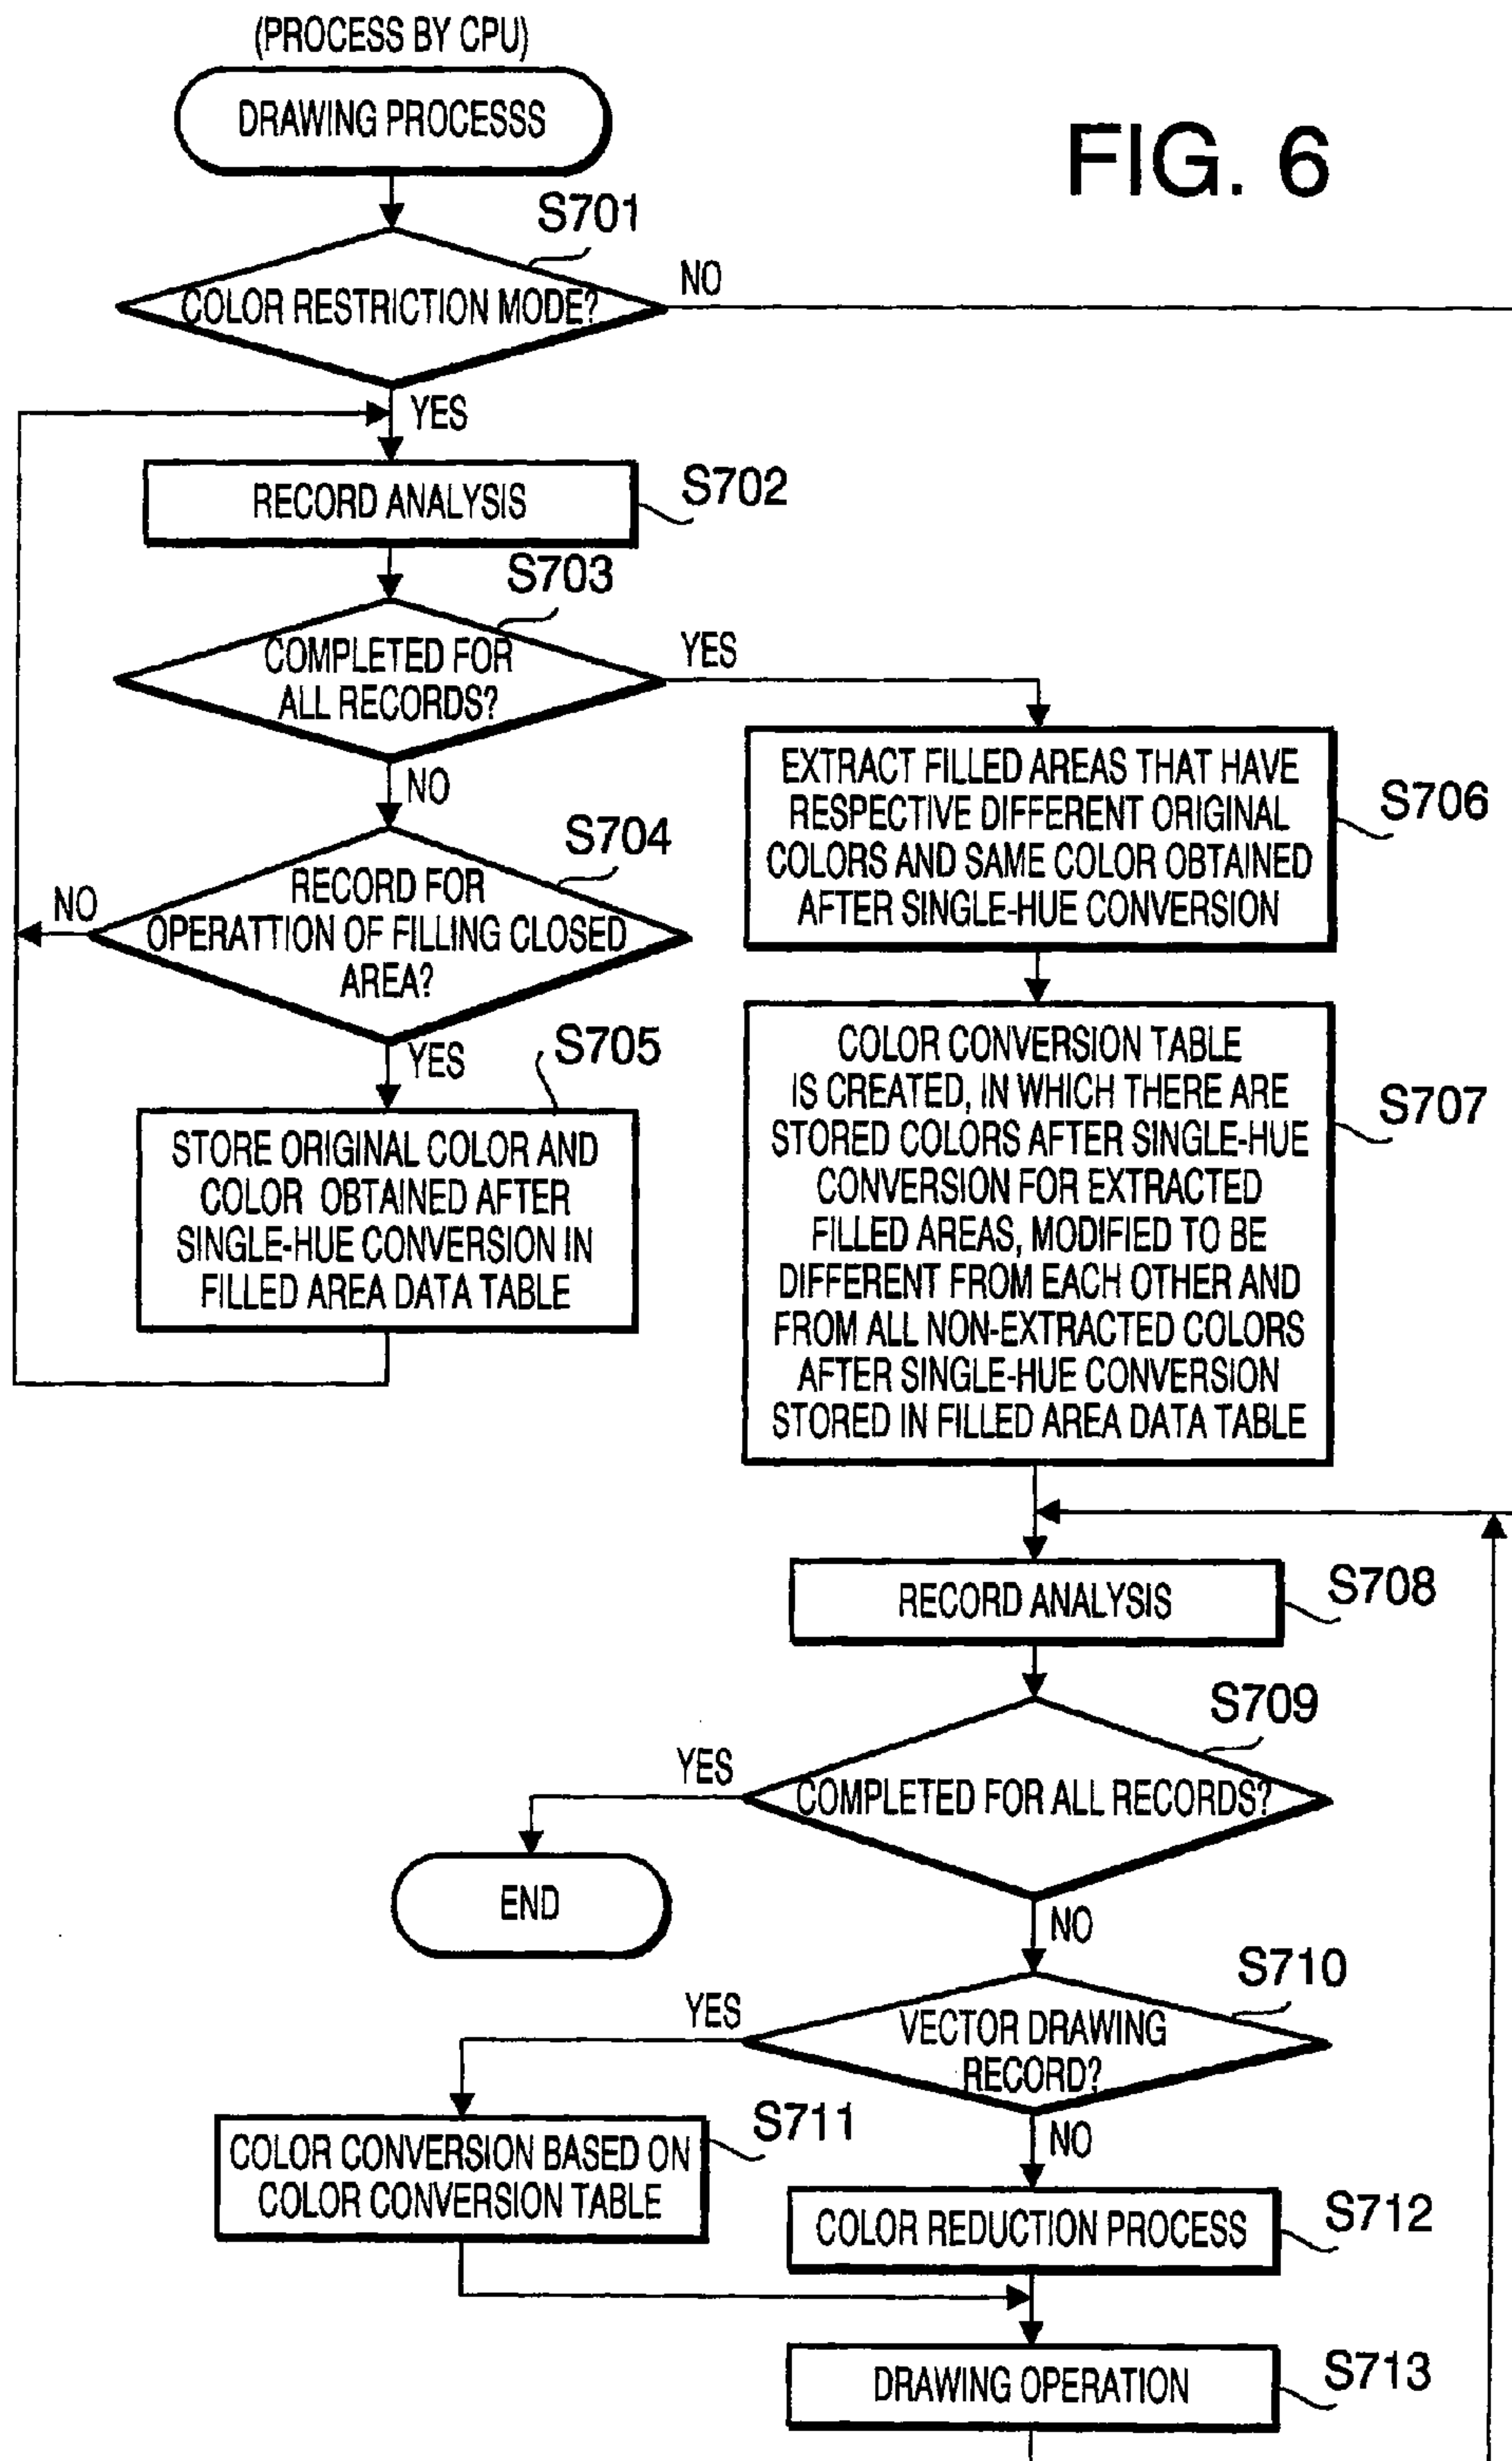 (PROCESS BY CPU)
DRAWING PROCESSS
FIG. 6
S701
COLOR RESTRICTION MODE?
NO
YES
RECORD ANALYSIS
S702
S703
COMPLETED FOR
ALL RECORDS?
YES
NO
S704
RECORD FOR
OPERATTION OF FILLING CLOSED
AREA?
NO
YES
S705
STORE ORIGINAL COLOR AND
COLOR OBTAINED AFTER
SINGLE-HUE CONVERSION IN
FILLED AREA DATA TABLE
EXTRACT FILLED AREAS THAT HAVE
RESPECTIVE DIFFERENT ORIGINAL
COLORS AND SAME COLOR OBTAINED
AFTER SINGLE-HUE CONVERSION
S706
COLOR CONVERSION TABLE
IS CREATED, IN WHICH THERE ARE
STORED COLORS AFTER SINGLE-HUE
CONVERSION FOR EXTRACTED
FILLED AREAS, MODIFIED TO BE
DIFFERENT FROM EACH OTHER AND
FROM ALL NON-EXTRACTED COLORS
AFTER SINGLE-HUE CONVERSION
STORED IN FILLED AREA DATA TABLE
S707
RECORD ANALYSIS
S708
S709
COMPLETED FOR ALL RECORDS?
YES
END
NO
S710
VECTOR DRAWING
RECORD?
YES
NO
COLOR CONVERSION BASED ON
COLOR CONVERSION TABLE
S711
COLOR REDUCTION PROCESS
S712
DRAWING OPERATION
S713